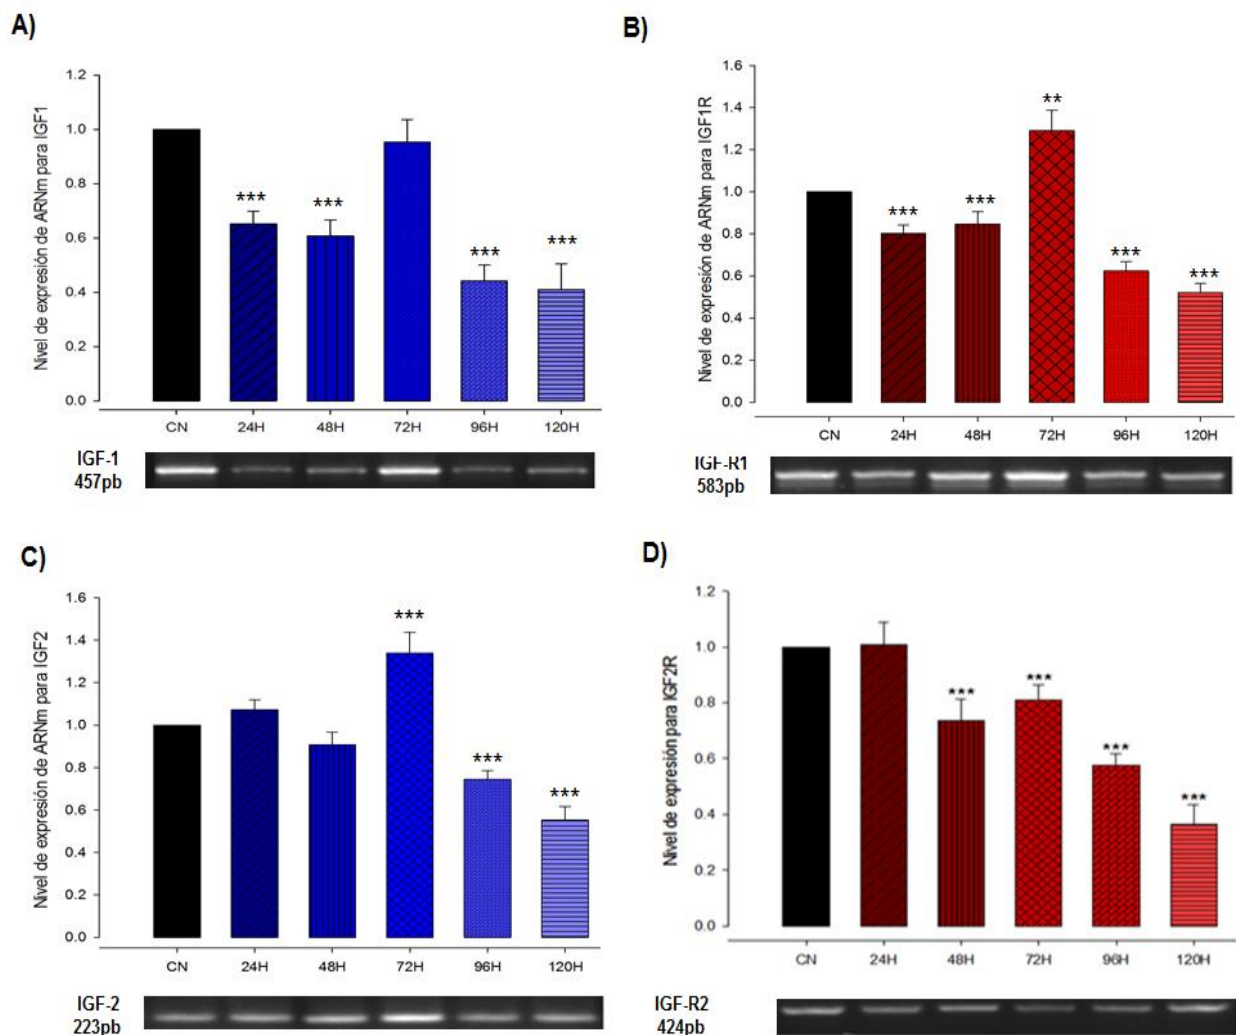 A)
Nivel de expresión de ARNm para IGF1
1.2
1.0
0.8
0.6
0.4
0.2
0.0
***
***
***
***
CN 24H 48H 72H 96H 120H
IGF-1
457pb
B)
Nivel de expresión de ARNm para IGF1R
1.6
1.4
1.2
1.0
0.8
0.6
0.4
0.2
0.0
***
***
**
***
***
CN 24H 48H 72H 96H 120H
IGF-R1
583pb
C)
Nivel de expresión de ARNm para IGF2
1.6
1.4
1.2
1.0
0.8
0.6
0.4
0.2
0.0
***
***
***
CN 24H 48H 72H 96H 120H
IGF-2
223pb
D)
Nivel de expresión para IGF2R
1.2
1.0
0.8
0.6
0.4
0.2
0.0
***
***
***
***
CN 24H 48H 72H 96H 120H
IGF-R2
424pb